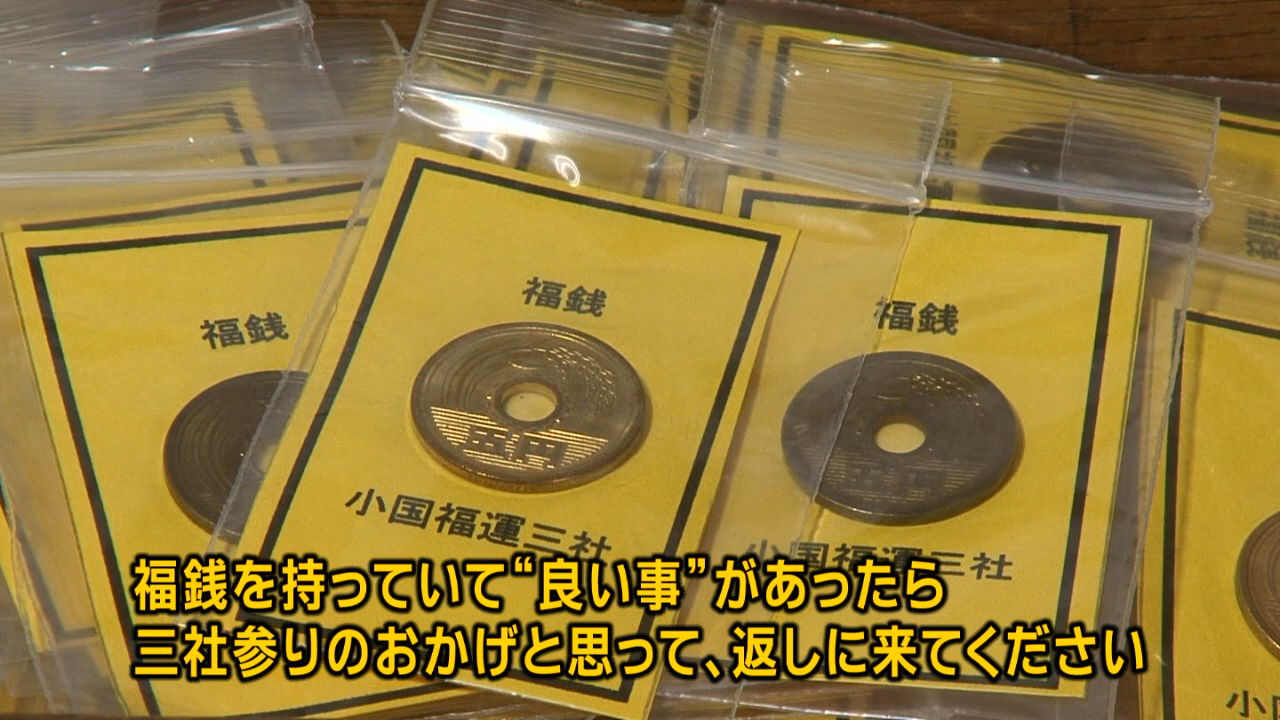 福銭
福銭
福銭
五円
五円
小国福運三社
小国福運三社
小
福銭を持っていて“良い事”があったら
三社参りのおかげと思って、返しに来てください